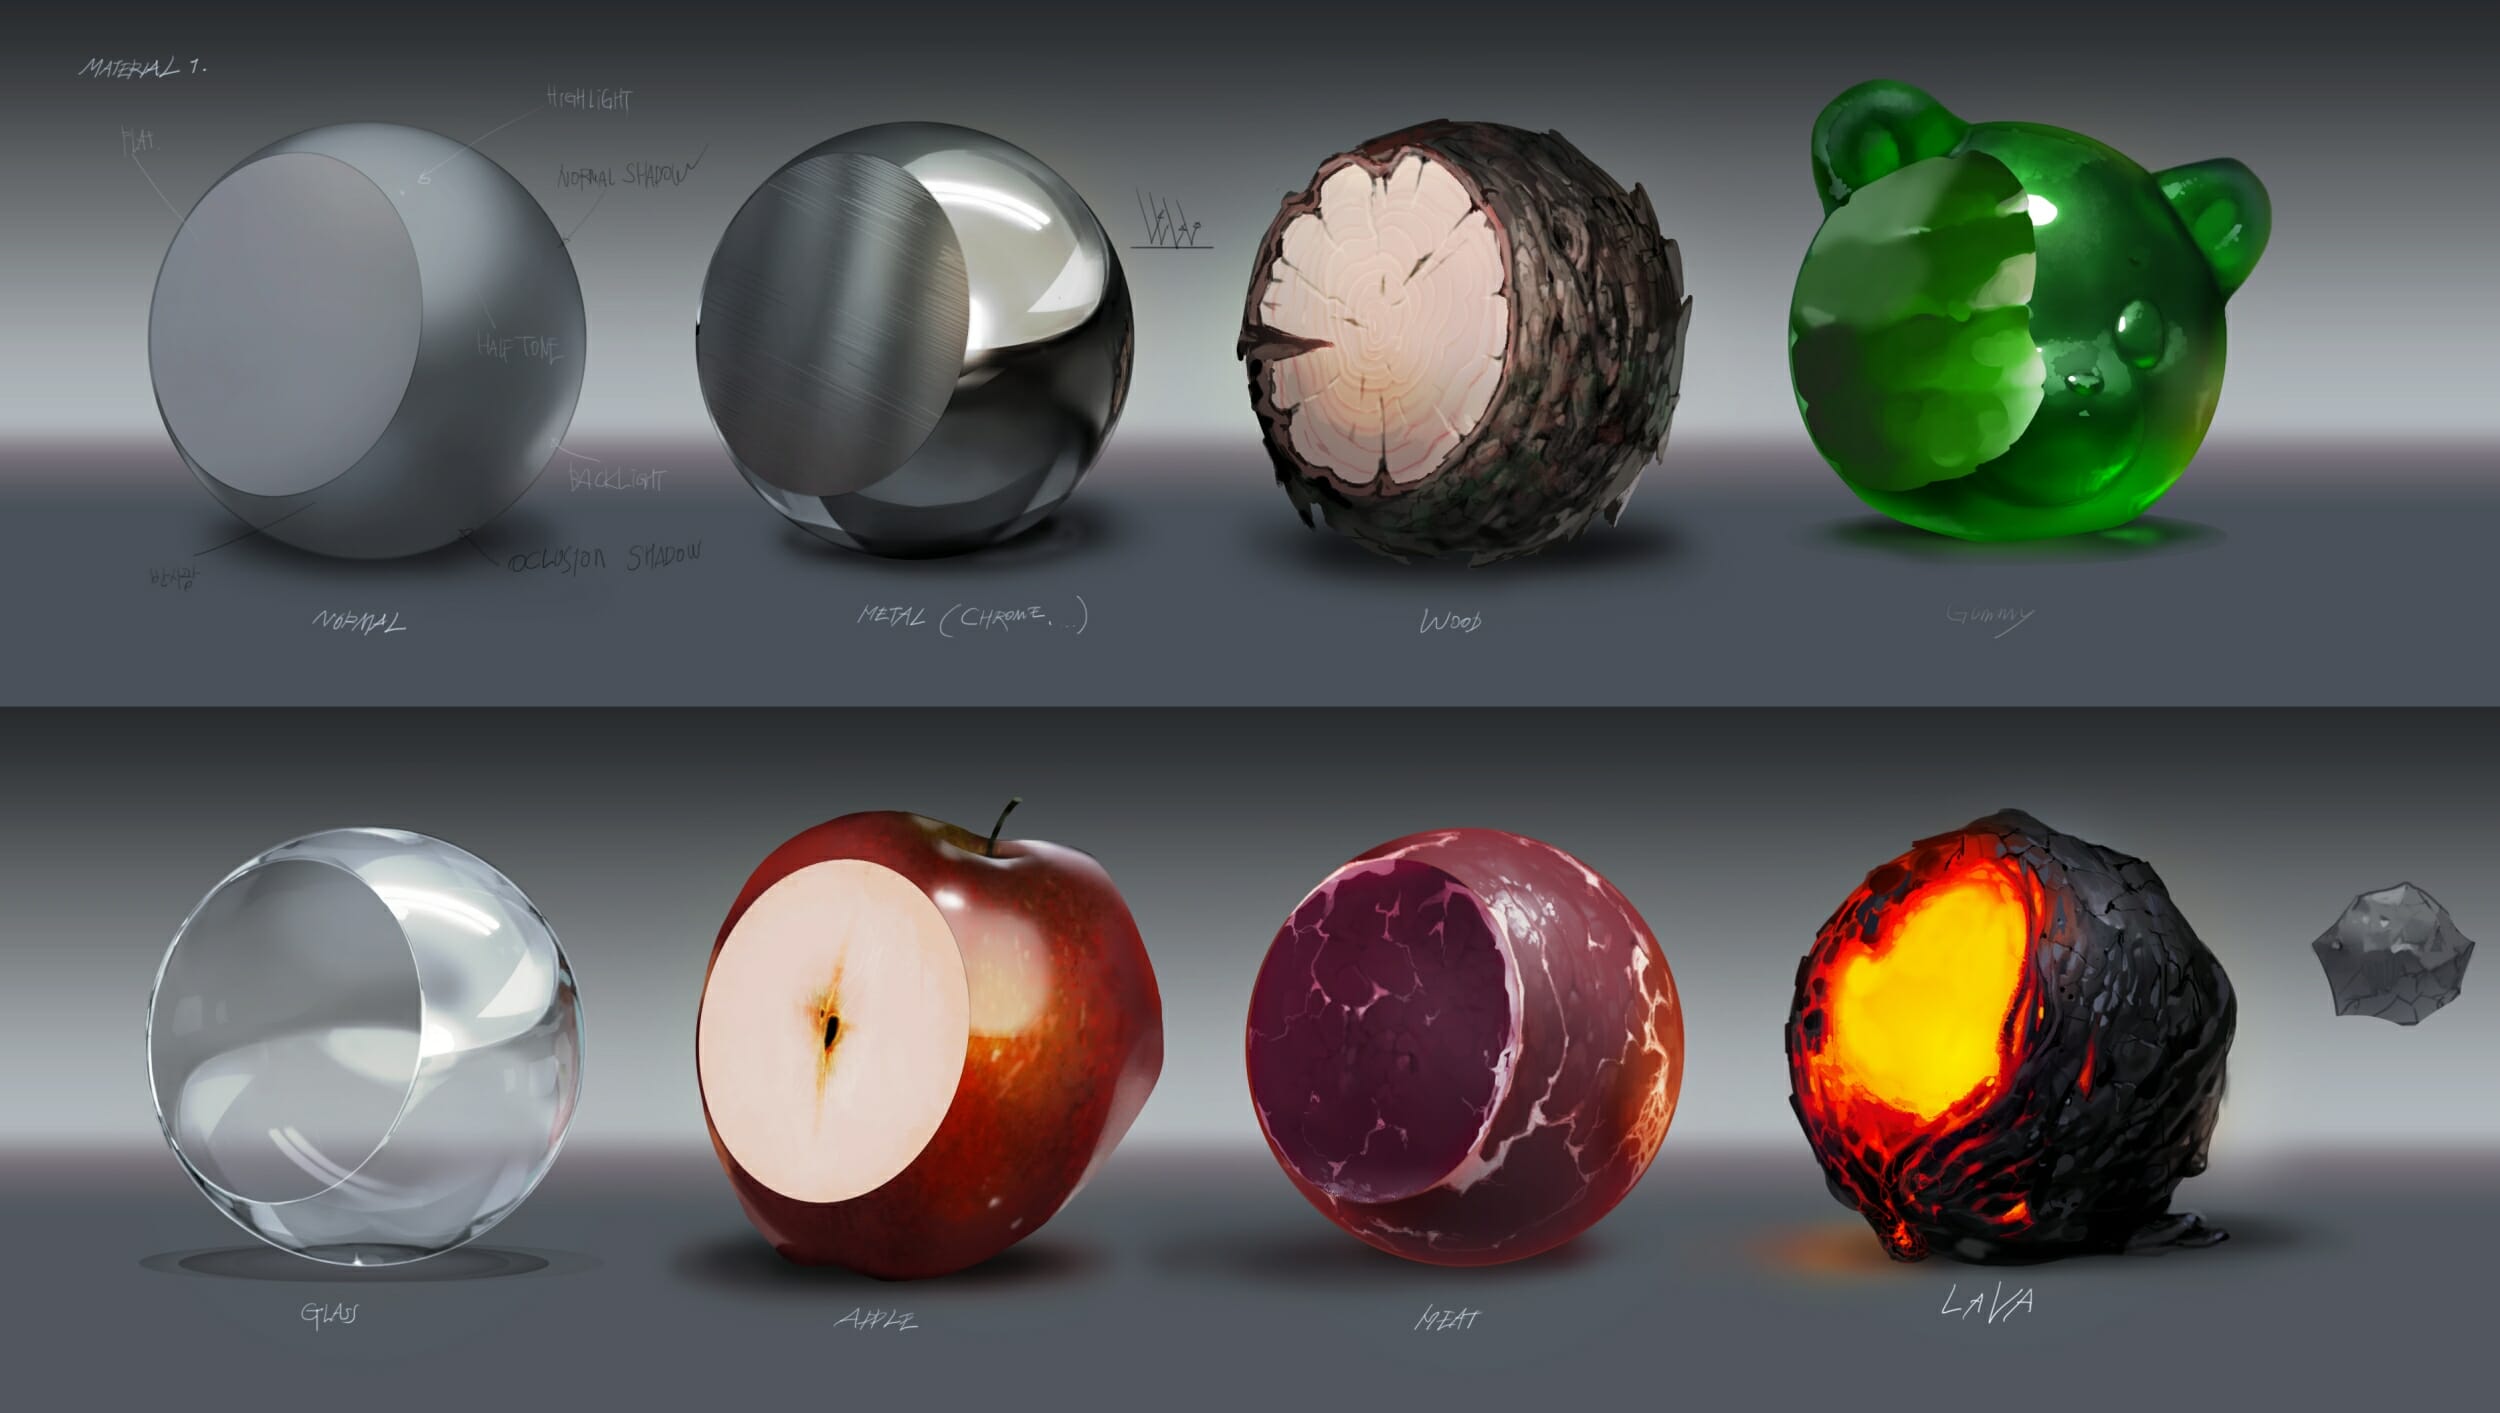 MATERIAL 1.
HIGHLIGHT
FLAT.
NORMAL SHADOW
HALF TONE
BACKLIGHT
OCLUSION SHADOW
반사광
NORMAL
METAL (CHROME...)
WOOD
GUMMY
GLASS
APPLE
MEAT
LAVA